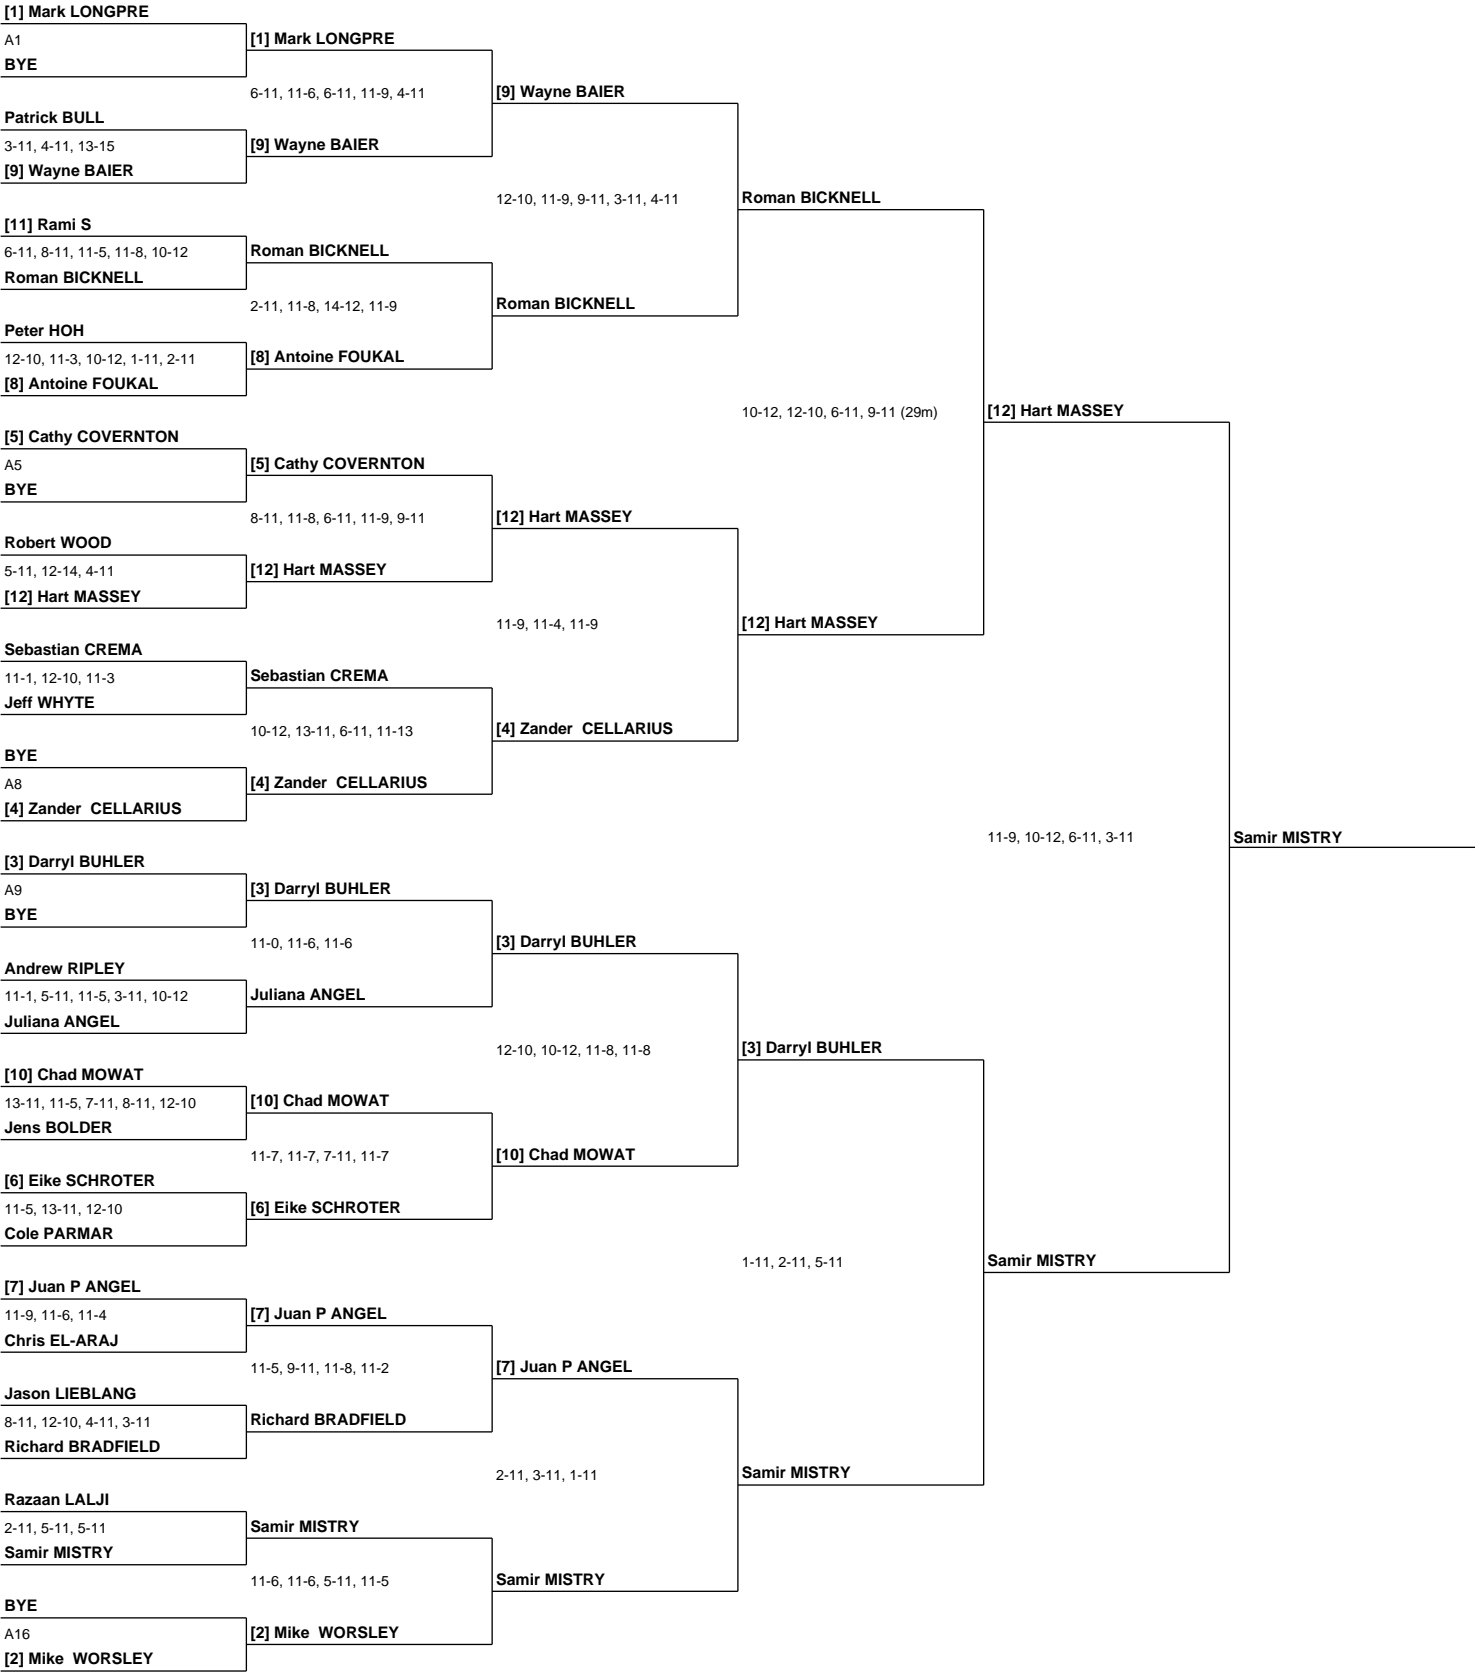 [1] Mark LONGPRE
A1
[1] Mark LONGPRE
BYE
6-11, 11-6, 6-11, 11-9, 4-11
[9] Wayne BAIER
Patrick BULL
3-11, 4-11, 13-15
[9] Wayne BAIER
[9] Wayne BAIER
12-10, 11-9, 9-11, 3-11, 4-11
Roman BICKNELL
[11] Rami S
6-11, 8-11, 11-5, 11-8, 10-12
Roman BICKNELL
Roman BICKNELL
2-11, 11-8, 14-12, 11-9
Roman BICKNELL
Peter HOH
12-10, 11-3, 10-12, 1-11, 2-11
[8] Antoine FOUKAL
[8] Antoine FOUKAL
10-12, 12-10, 6-11, 9-11 (29m)
[12] Hart MASSEY
[5] Cathy COVERNTON
A5
[5] Cathy COVERNTON
BYE
8-11, 11-8, 6-11, 11-9, 9-11
[12] Hart MASSEY
Robert WOOD
5-11, 12-14, 4-11
[12] Hart MASSEY
[12] Hart MASSEY
11-9, 11-4, 11-9
[12] Hart MASSEY
Sebastian CREMA
11-1, 12-10, 11-3
Sebastian CREMA
Jeff WHYTE
10-12, 13-11, 6-11, 11-13
[4] Zander  CELLARIUS
BYE
A8
[4] Zander  CELLARIUS
[4] Zander  CELLARIUS
11-9, 10-12, 6-11, 3-11
Samir MISTRY
[3] Darryl BUHLER
A9
[3] Darryl BUHLER
BYE
11-0, 11-6, 11-6
[3] Darryl BUHLER
Andrew RIPLEY
11-1, 5-11, 11-5, 3-11, 10-12
Juliana ANGEL
Juliana ANGEL
12-10, 10-12, 11-8, 11-8
[3] Darryl BUHLER
[10] Chad MOWAT
13-11, 11-5, 7-11, 8-11, 12-10
[10] Chad MOWAT
Jens BOLDER
11-7, 11-7, 7-11, 11-7
[10] Chad MOWAT
[6] Eike SCHROTER
11-5, 13-11, 12-10
[6] Eike SCHROTER
Cole PARMAR
1-11, 2-11, 5-11
Samir MISTRY
[7] Juan P ANGEL
11-9, 11-6, 11-4
[7] Juan P ANGEL
Chris EL-ARAJ
11-5, 9-11, 11-8, 11-2
[7] Juan P ANGEL
Jason LIEBLANG
8-11, 12-10, 4-11, 3-11
Richard BRADFIELD
Richard BRADFIELD
2-11, 3-11, 1-11
Samir MISTRY
Razaan LALJI
2-11, 5-11, 5-11
Samir MISTRY
Samir MISTRY
11-6, 11-6, 5-11, 11-5
Samir MISTRY
BYE
A16
[2] Mike  WORSLEY
[2] Mike  WORSLEY